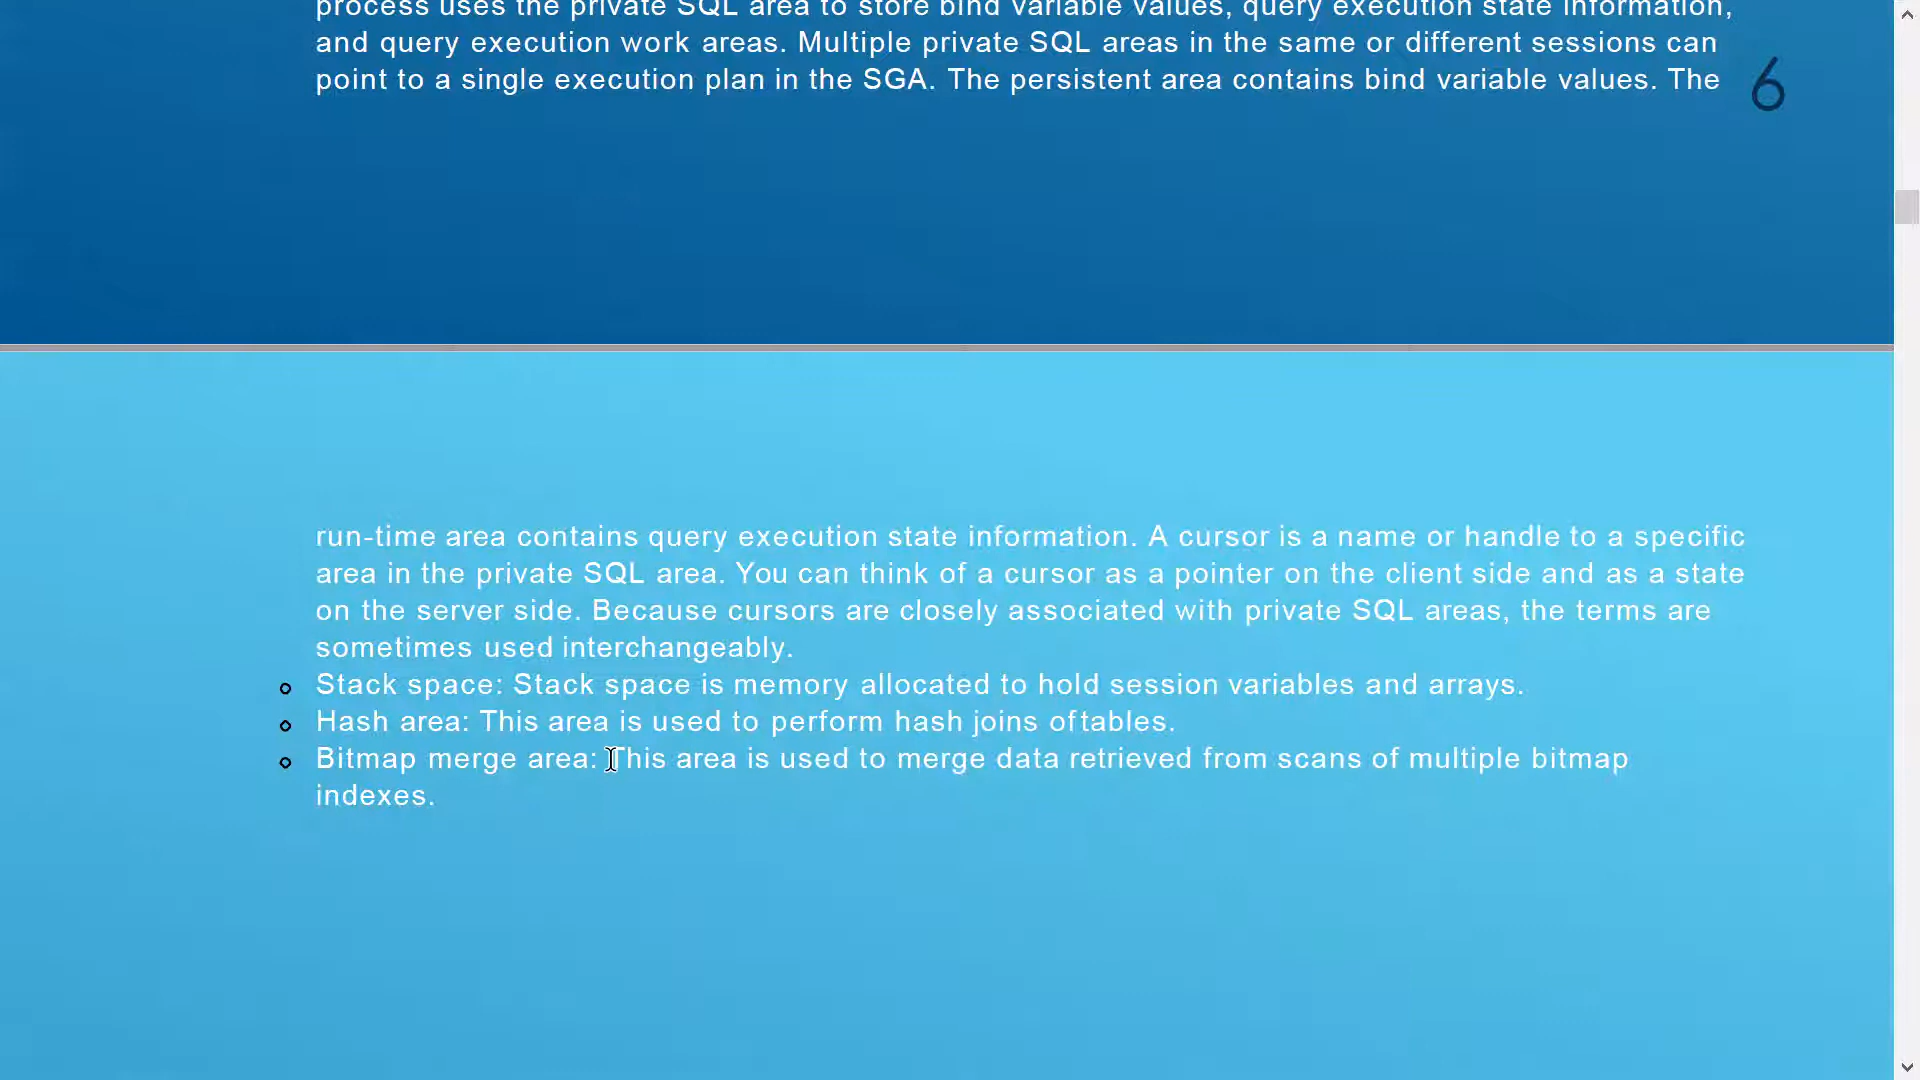 process uses the private SQL area to store bind variable values, query execution state information,
and query execution work areas. Multiple private SQL areas in the same or different sessions can
point to a single execution plan in the SGA. The persistent area contains bind variable values. The
6
run-time area contains query execution state information. A cursor is a name or handle to a specific
area in the private SQL area. You can think of a cursor as a pointer on the client side and as a state
on the server side. Because cursors are closely associated with private SQL areas, the terms are
sometimes used interchangeably.
Stack space: Stack space is memory allocated to hold session variables and arrays.
Hash area: This area is used to perform hash joins oftables.
Bitmap merge area: This area is used to merge data retrieved from scans of multiple bitmap
indexes.